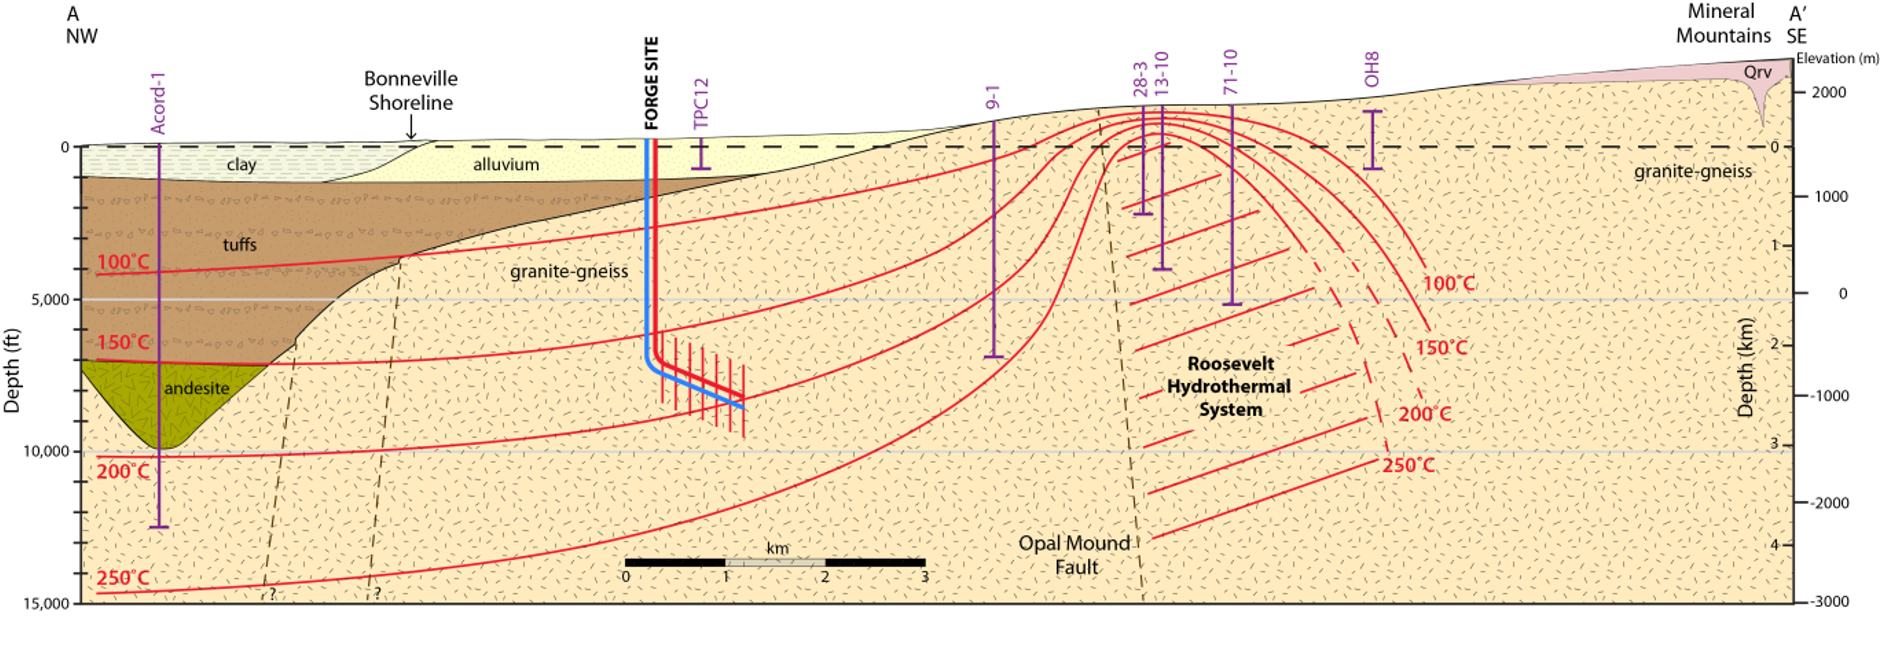 A
NW
Acord-1
Bonneville
Shoreline
FORGE SITE
TPC12
9-1
28-3
13-10
71-10
OH8
Mineral
Mountains
A'
SE
Elevation (m)
Qrv
2000
0
clay
alluvium
0
granite-gneiss
1000
tuffs
100˚C
granite-gneiss
1
100˚C
5,000
0
150˚C
150˚C
2
Depth (ft)
andesite
Roosevelt
Hydrothermal
System
Depth (km)
-1000
200˚C
10,000
200˚C
250˚C
3
-2000
Opal Mound
Fault
km
0
1
2
3
4
250˚C
?
?
15,000
-3000